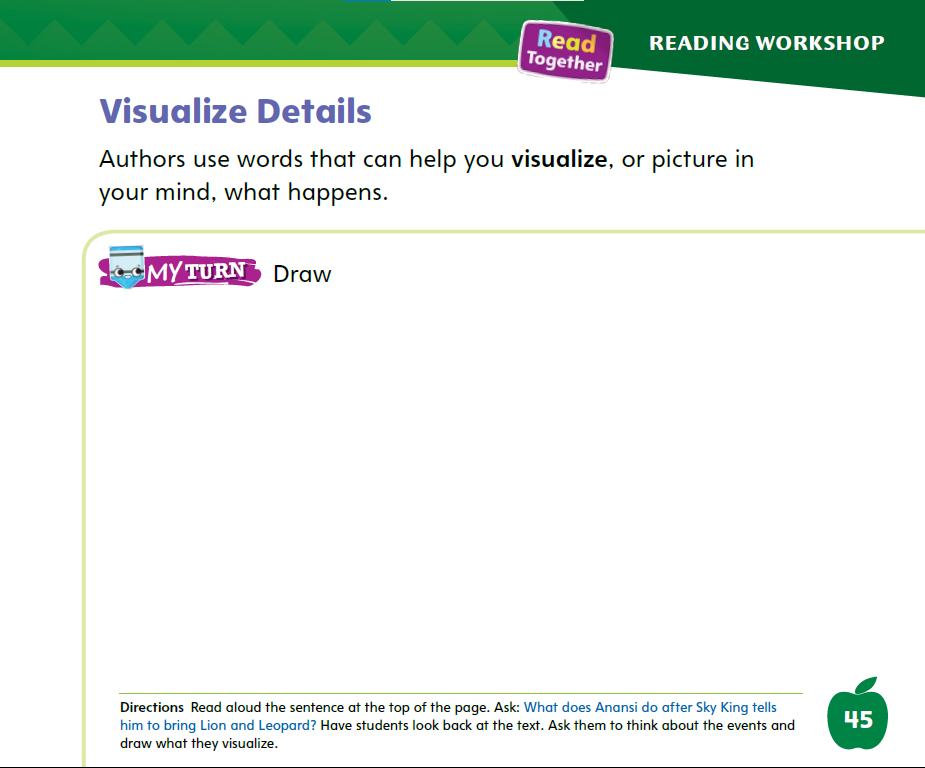 Read
Together
READING WORKSHOP
Visualize Details
Authors use words that can help you visualize, or picture in
your mind, what happens.
MY TURN Draw
Directions Read aloud the sentence at the top of the page. Ask: What does Anansi do after Sky King tells
him to bring Lion and Leopard? Have students look back at the text. Ask them to think about the events and
draw what they visualize.
45